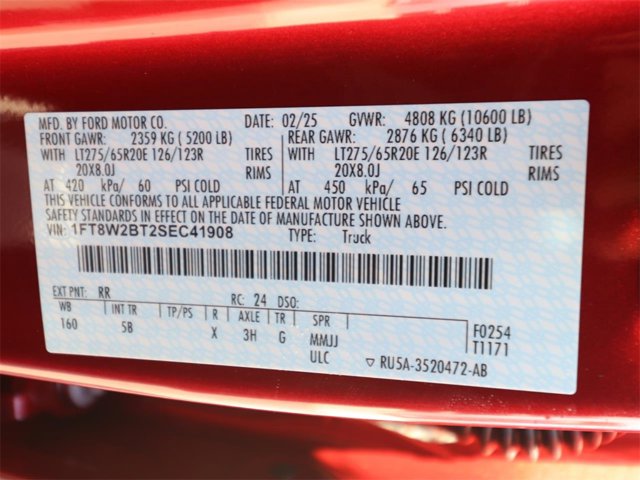 MFD. BY FORD MOTOR CO. DATE: 02/25 GVWR: 4808 KG (10600 LB)
FRONT GAWR: 2359 KG ( 5200 LB) REAR GAWR: 2876 KG ( 6340 LB)
WITH LT275/65R20E 126/123R TIRES WITH LT275/65R20E 126/123R TIRES
20X8.0J RIMS 20X8.0J RIMS
AT 420 kPa/ 60 PSI COLD AT 450 kPa/ 65 PSI COLD
THIS VEHICLE CONFORMS TO ALL APPLICABLE FEDERAL MOTOR VEHICLE
SAFETY STANDARDS IN EFFECT ON THE DATE OF MANUFACTURE SHOWN ABOVE.
VIN: 1FT8W2BT2SEC41908 TYPE: Truck
EXT PNT: RR RC: 24 DSO:
WB INT TR TP/PS R AXLE TR SPR F0254
160 5B X 3H G MMJJ T1171
ULC ▽ RU5A-3520472-AB